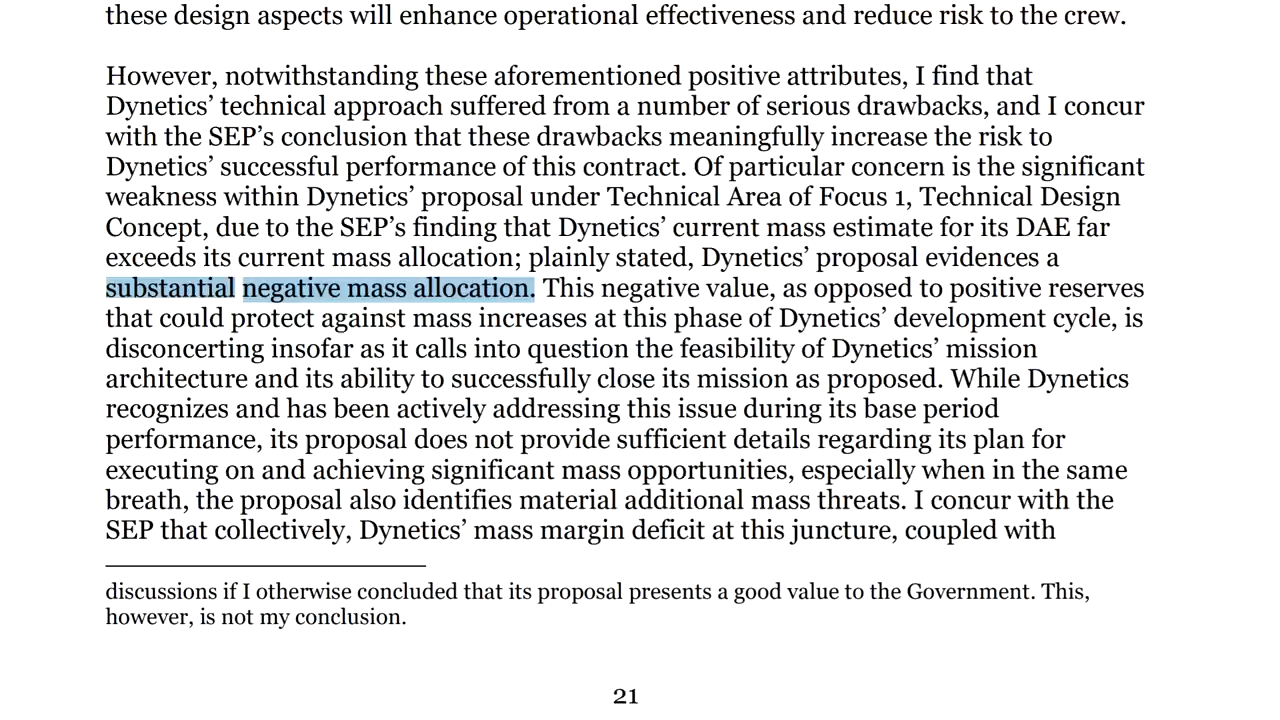 these design aspects will enhance operational effectiveness and reduce risk to the crew.
However, notwithstanding these aforementioned positive attributes, I find that
Dynetics’ technical approach suffered from a number of serious drawbacks, and I concur
with the SEP’s conclusion that these drawbacks meaningfully increase the risk to
Dynetics’ successful performance of this contract. Of particular concern is the significant
weakness within Dynetics’ proposal under Technical Area of Focus 1, Technical Design
Concept, due to the SEP’s finding that Dynetics’ current mass estimate for its DAE far
exceeds its current mass allocation; plainly stated, Dynetics’ proposal evidences a
substantial negative mass allocation. This negative value, as opposed to positive reserves
that could protect against mass increases at this phase of Dynetics’ development cycle, is
disconcerting insofar as it calls into question the feasibility of Dynetics’ mission
architecture and its ability to successfully close its mission as proposed. While Dynetics
recognizes and has been actively addressing this issue during its base period
performance, its proposal does not provide sufficient details regarding its plan for
executing on and achieving significant mass opportunities, especially when in the same
breath, the proposal also identifies material additional mass threats. I concur with the
SEP that collectively, Dynetics’ mass margin deficit at this juncture, coupled with
discussions if I otherwise concluded that its proposal presents a good value to the Government. This,
however, is not my conclusion.
21